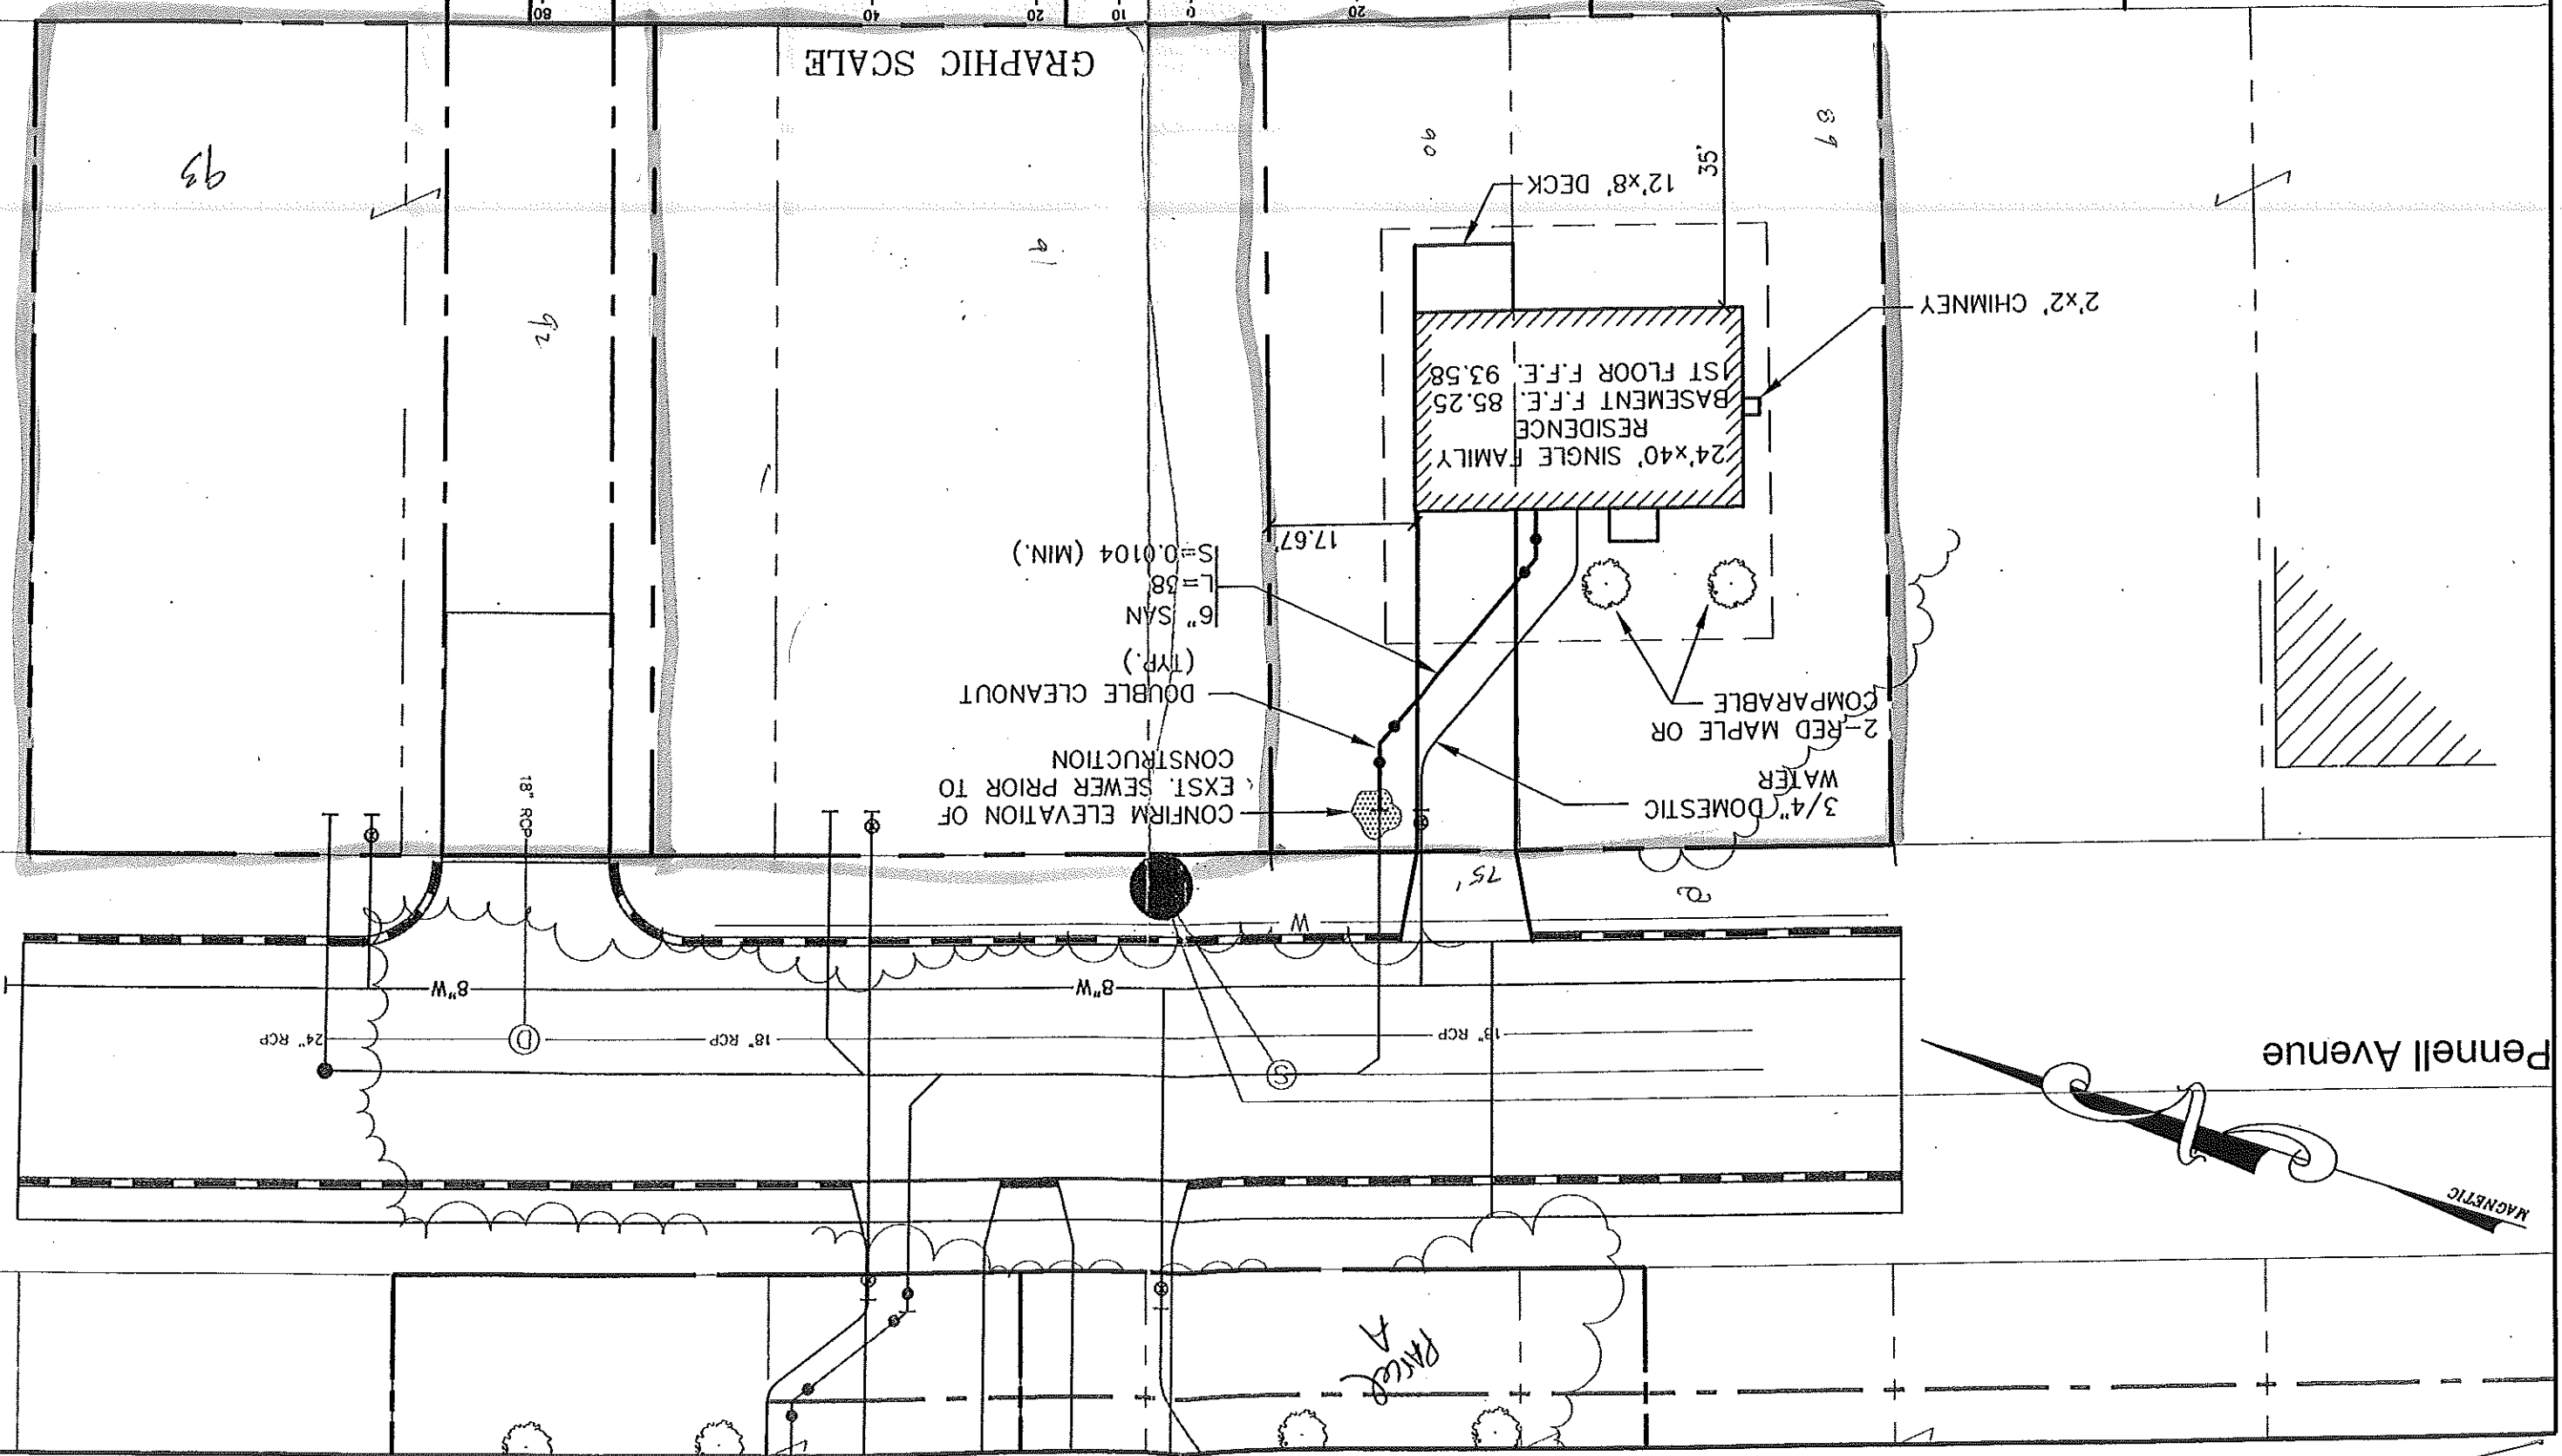 PARCEL
A
MAGNETIC
Pennell Avenue
24" RCP
D
18" RCP
S
18" RCP
8"W
8"W
W
75'
18" RCP
3/4" DOMESTIC
WATER
2-RED MAPLE OR
COMPARABLE
CONFIRM ELEVATION OF
EXST. SEWER PRIOR TO
CONSTRUCTION
DOUBLE CLEANOUT
(TYP.)
6" SAN
L=38'
S=0.0104 (MIN.)
17.67'
24'x40' SINGLE FAMILY
RESIDENCE
BASEMENT F.F.E. 85.25
1ST FLOOR F.F.E. 93.58
2'x2' CHIMNEY
12'x8' DECK
35'
89
90
91
92
93
GRAPHIC SCALE
20
0
10
20
40
80